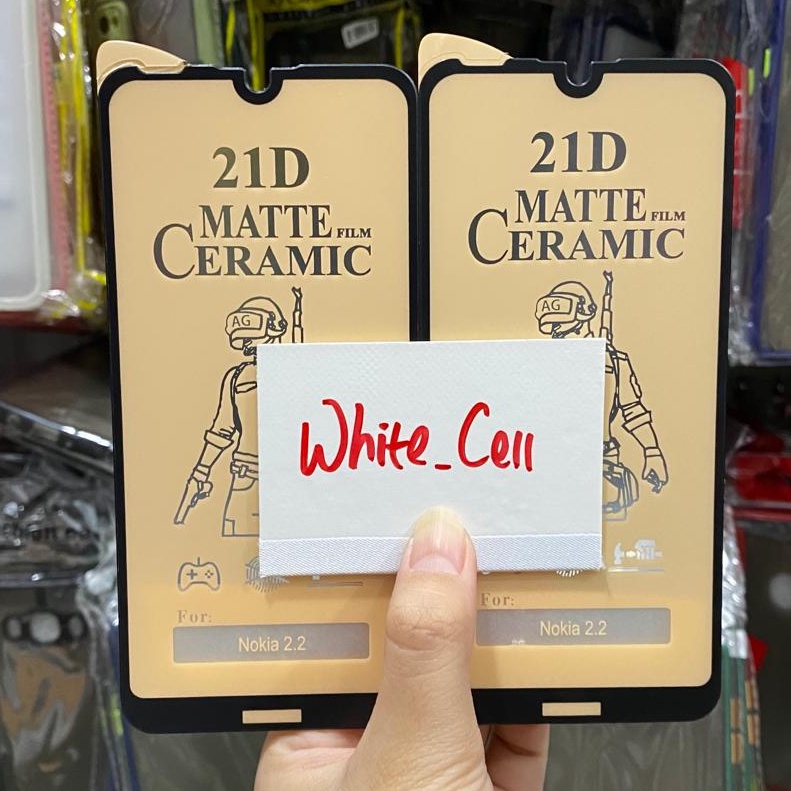 21D
MATTE FILM
CERAMIC
AG
For:
Nokia 2.2
21D
MATTE FILM
CERAMIC
AG
For:
Nokia 2.2
White_Cell